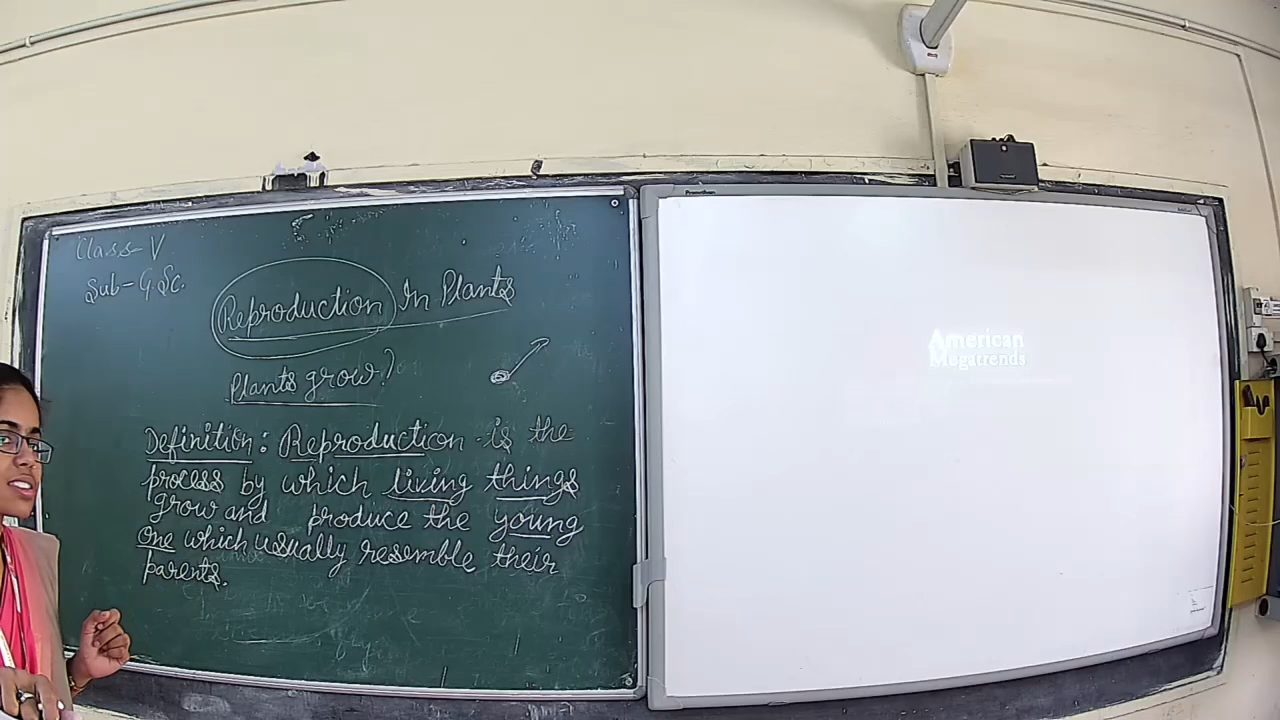 Class-V
Sub-G.Sc.
Reproduction In Plants
Plants grow?
Definition: Reproduction is the
process by which living things
grow and produce the young
one which usually resemble their
parents.
Promethean
American
Megatrends